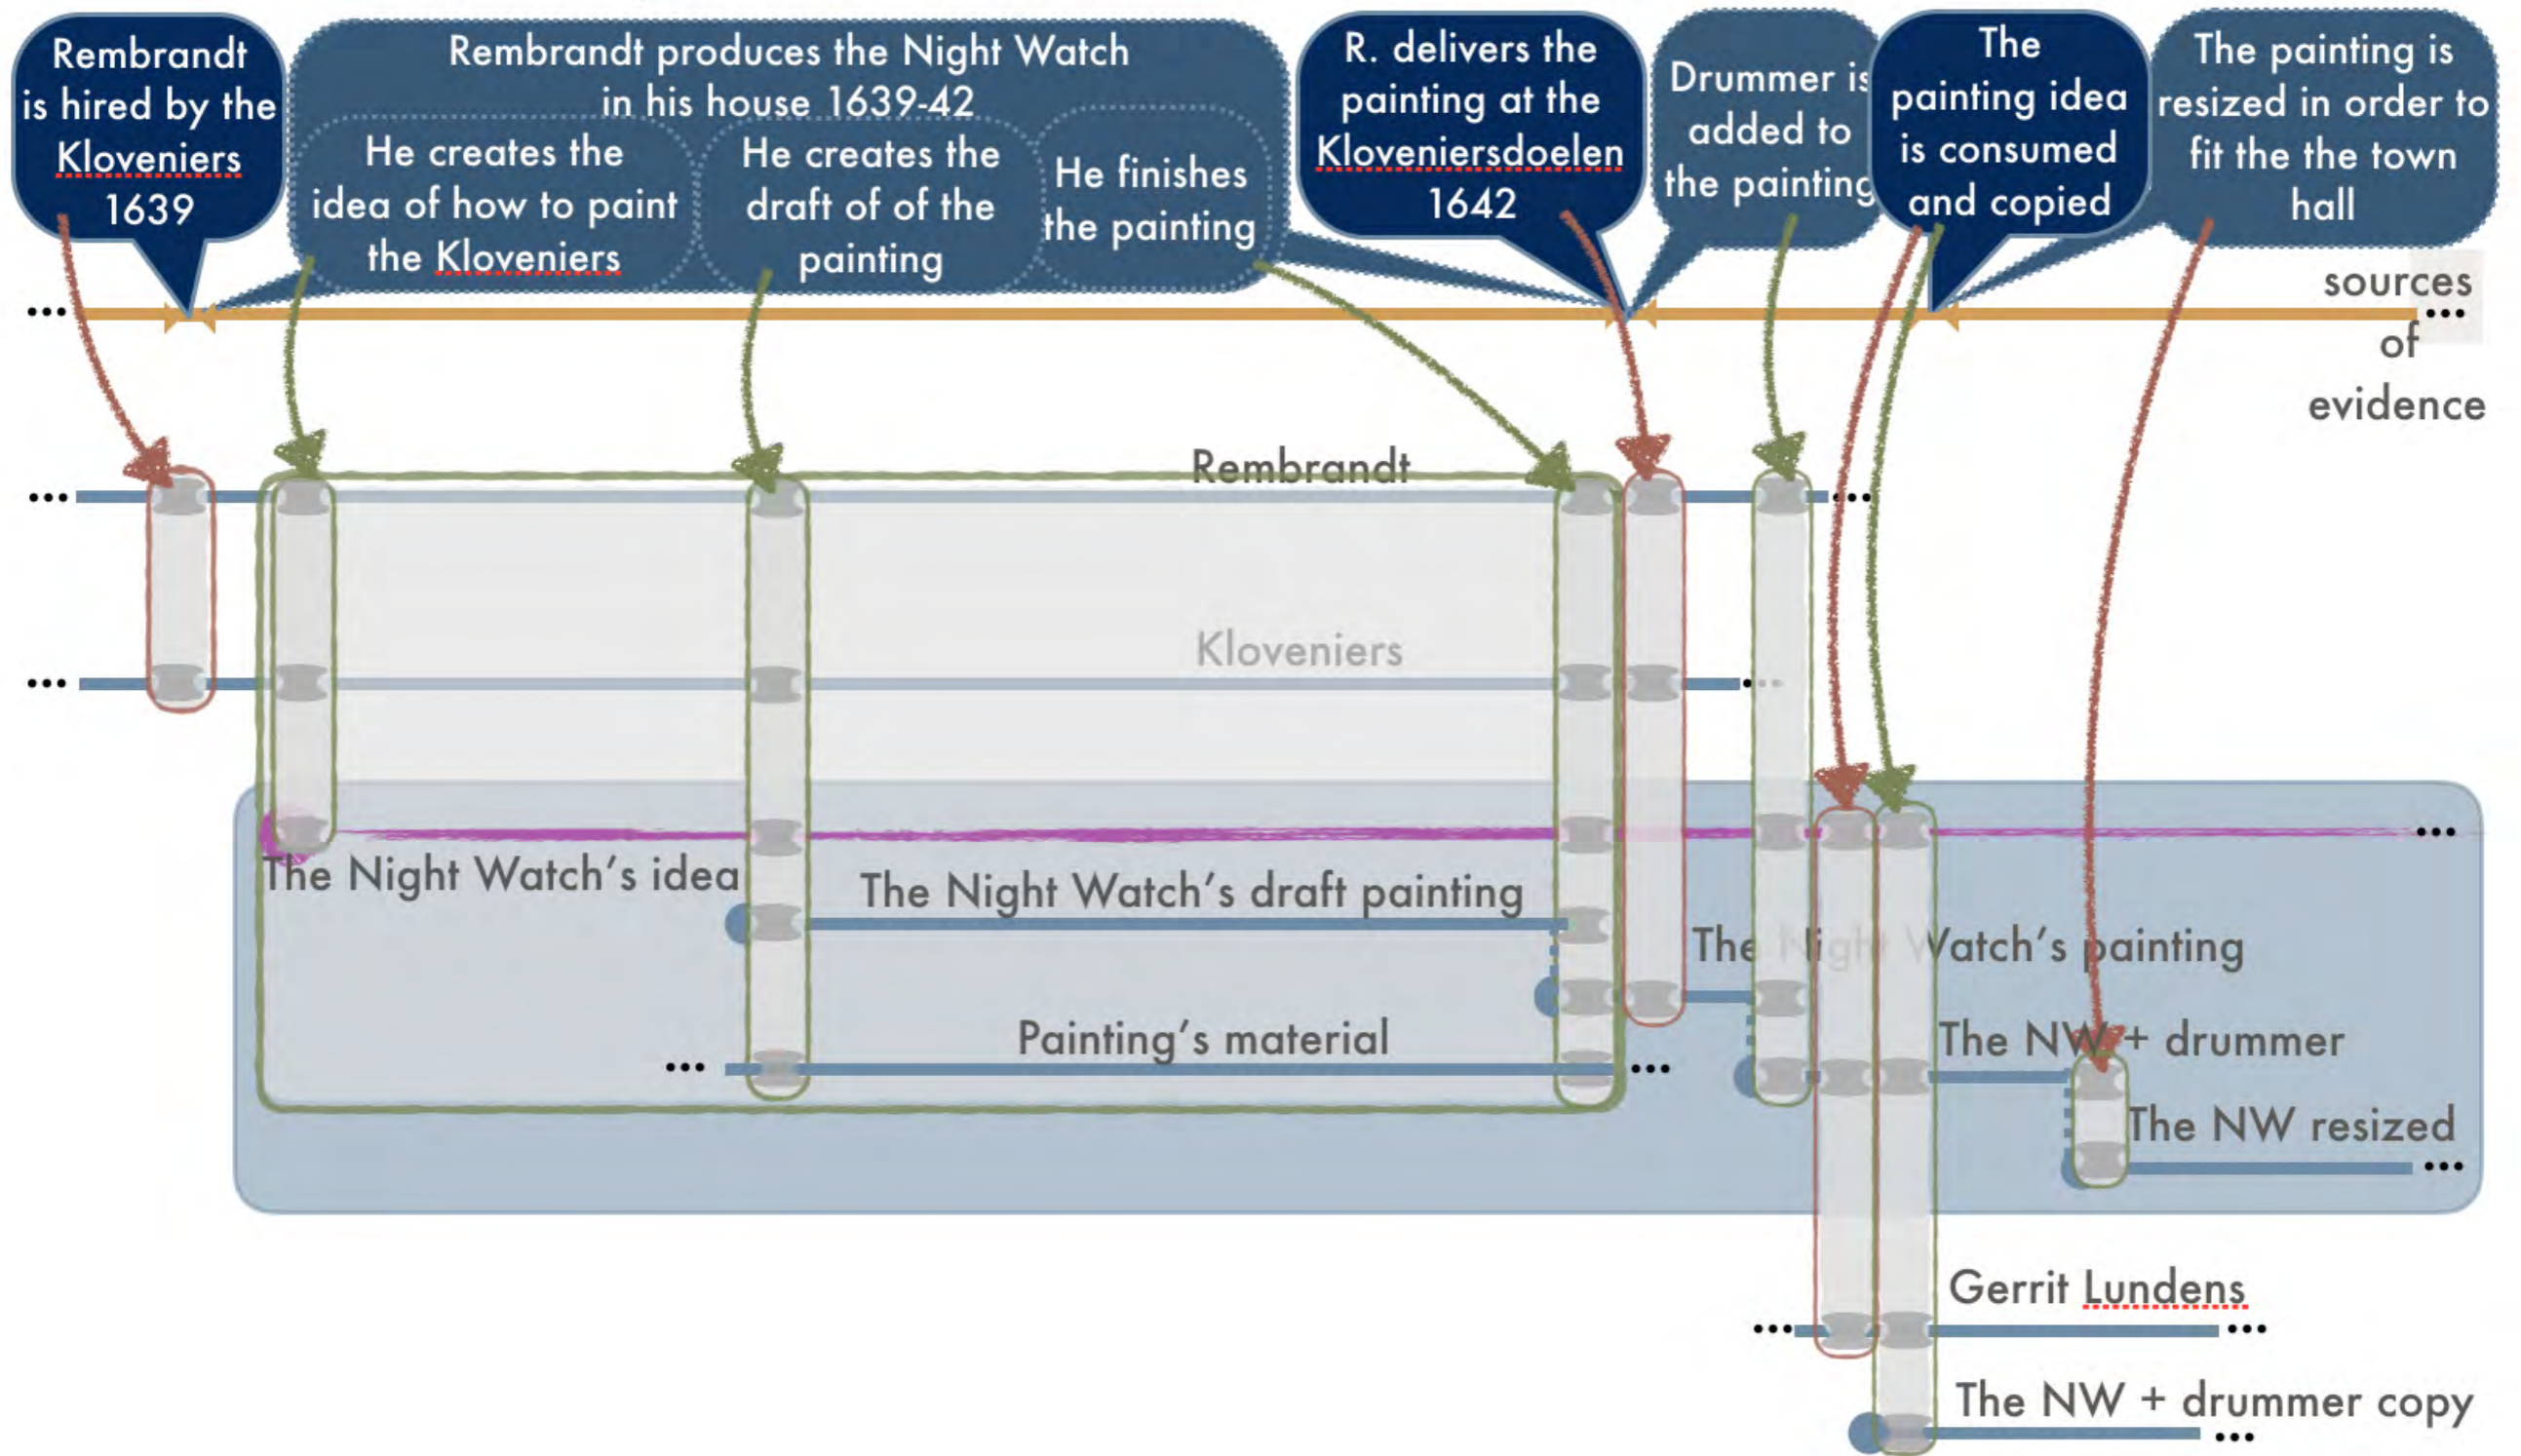 Rembrandt
is hired by the
Kloveniers
1639
Rembrandt produces the Night Watch
in his house 1639-42
He creates the
idea of how to paint
the Kloveniers
He creates the
draft of of the
painting
He finishes
the painting
R. delivers the
painting at the
Kloveniersdoelen
1642
Drummer is
added to
the painting
The
painting idea
is consumed
and copied
The painting is
resized in order to
fit the the town
hall
sources
of
evidence
Rembrandt
Kloveniers
The Night Watch's idea
The Night Watch's draft painting
The Night Watch's painting
Painting's material
The NW + drummer
The NW resized
Gerrit Lundens
The NW + drummer copy